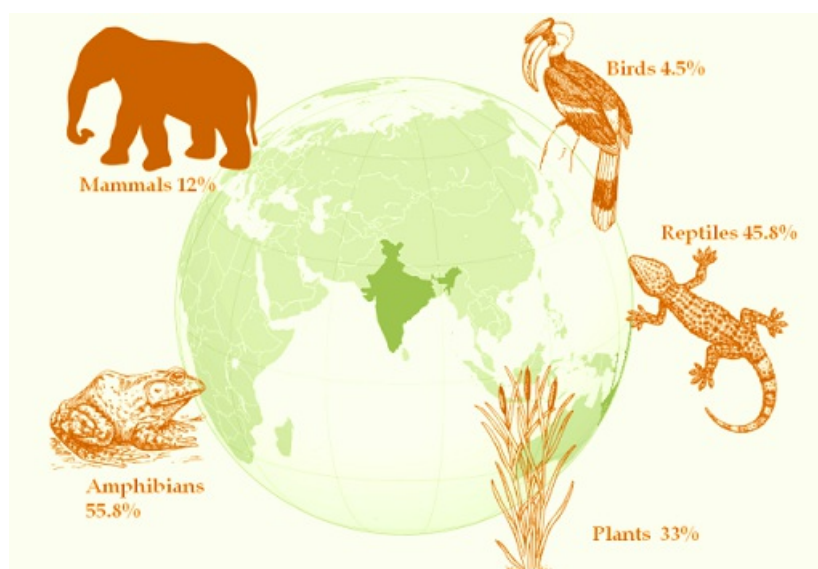 Birds 4.5%
Mammals 12%
Reptiles 45.8%
Amphibians
55.8%
Plants 33%